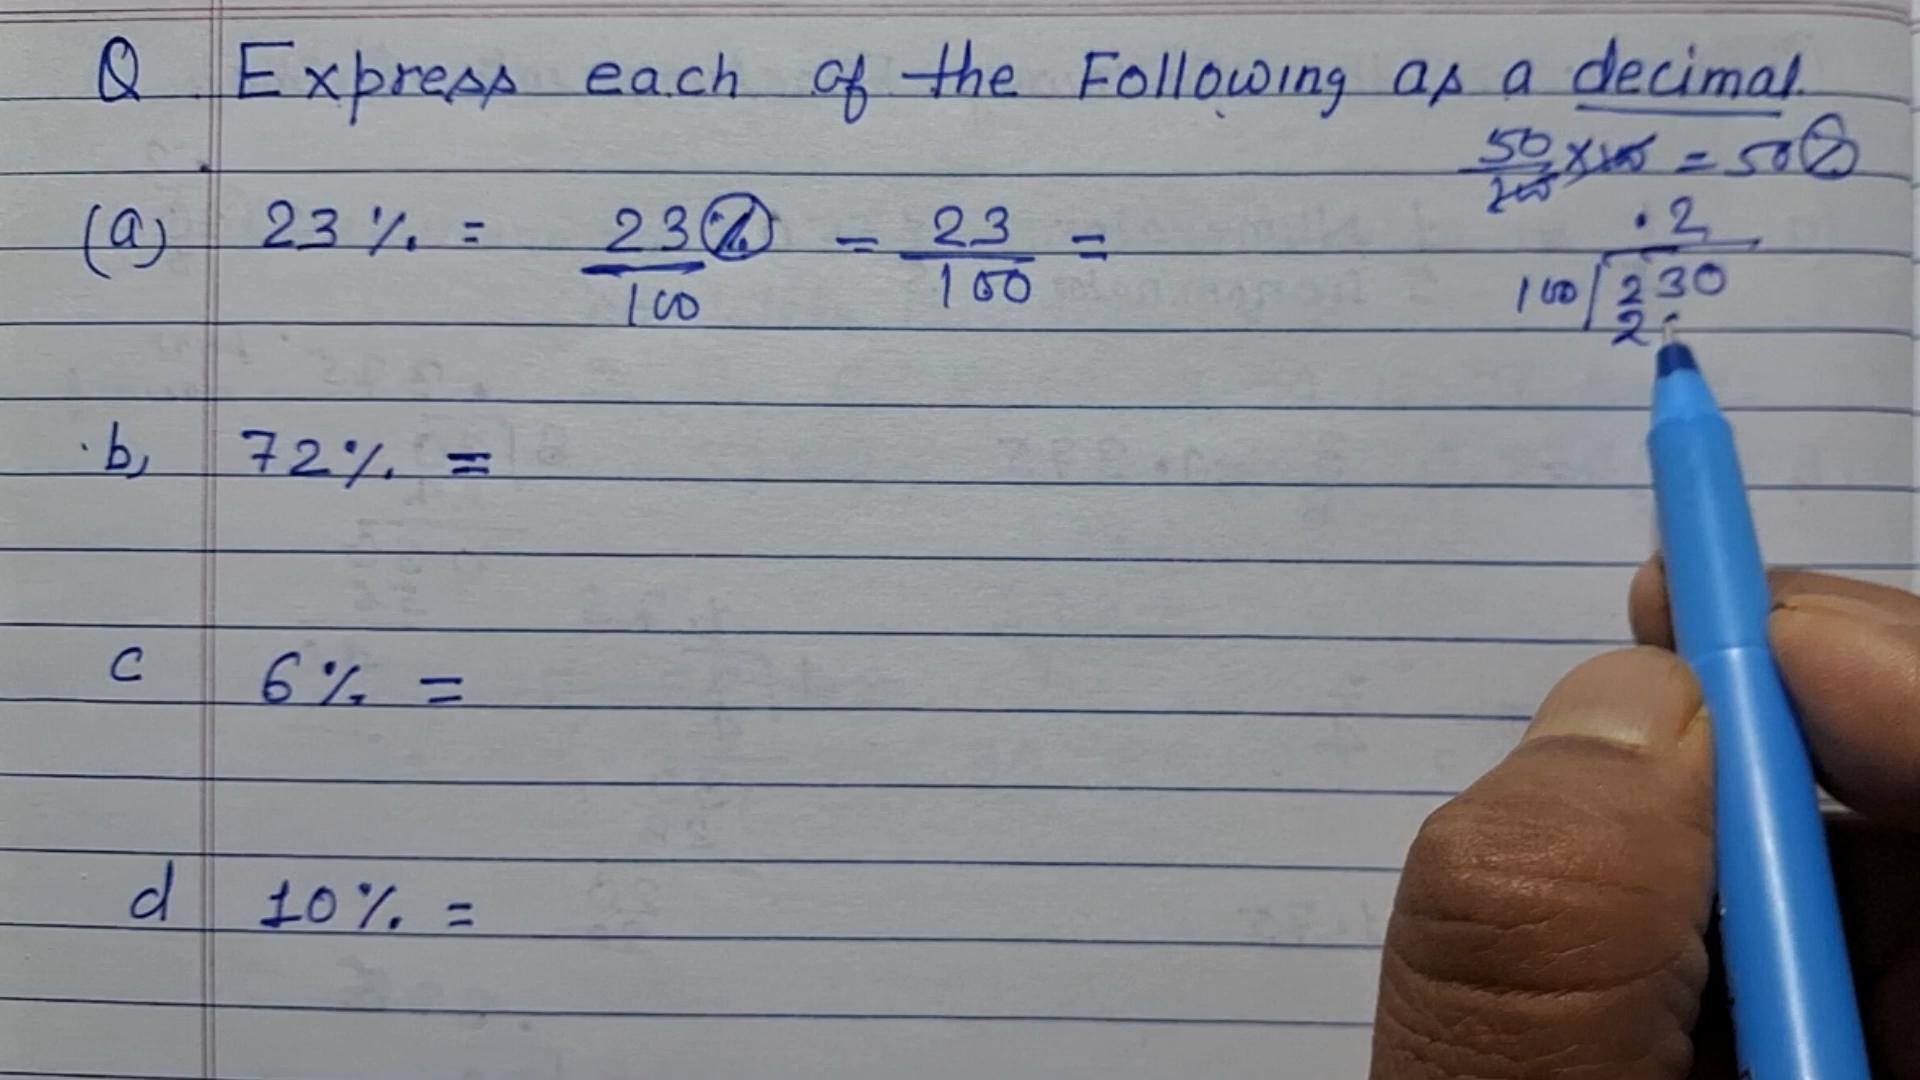 Q Express each of the Following as a decimal.
50/100 × 100 = 50%
(a) 23% = 23%/100 = 23/100 =
.2
100 230
2
b, 72% =
c 6% =
d 10% =